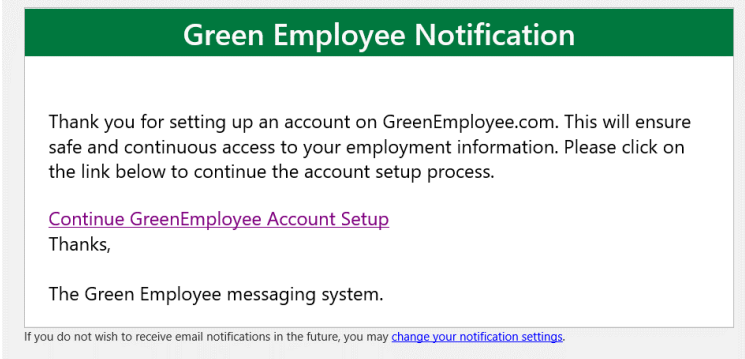 Green Employee Notification
Thank you for setting up an account on GreenEmployee.com. This will ensure
safe and continuous access to your employment information. Please click on
the link below to continue the account setup process.
Continue GreenEmployee Account Setup
Thanks,
The Green Employee messaging system.
If you do not wish to receive email notifications in the future, you may change your notification settings.